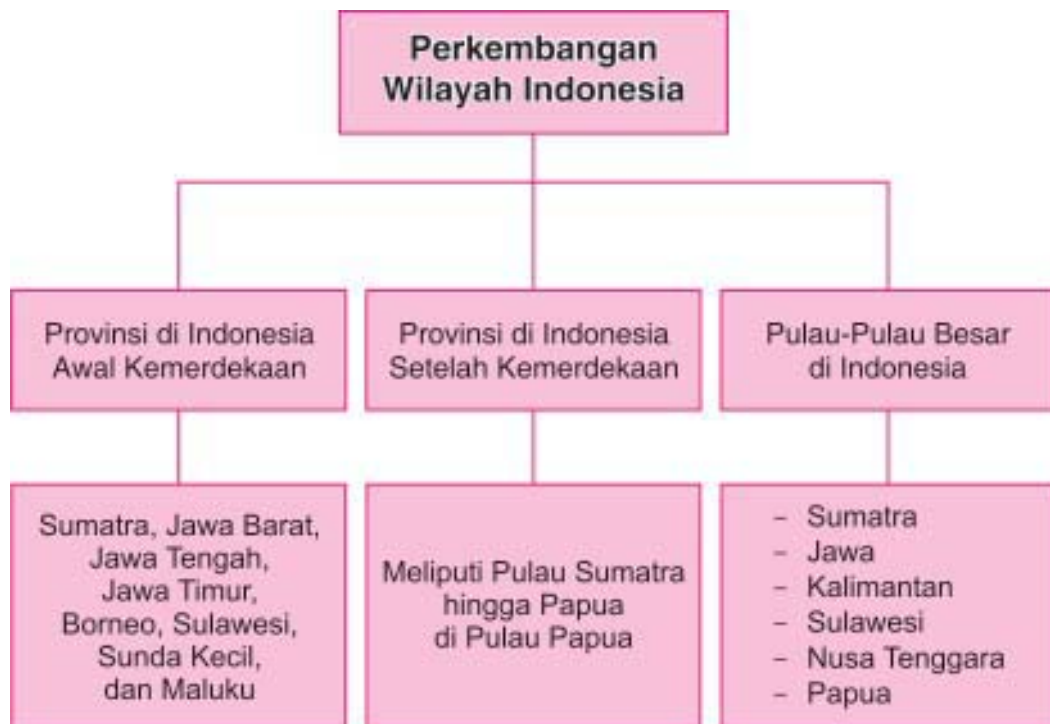 Perkembangan
Wilayah Indonesia
Provinsi di Indonesia
Awal Kemerdekaan
Provinsi di Indonesia
Setelah Kemerdekaan
Pulau-Pulau Besar
di Indonesia
Sumatra, Jawa Barat,
Jawa Tengah,
Jawa Timur,
Borneo, Sulawesi,
Sunda Kecil,
dan Maluku
Meliputi Pulau Sumatra
hingga Papua
di Pulau Papua
– Sumatra
– Jawa
– Kalimantan
– Sulawesi
– Nusa Tenggara
– Papua